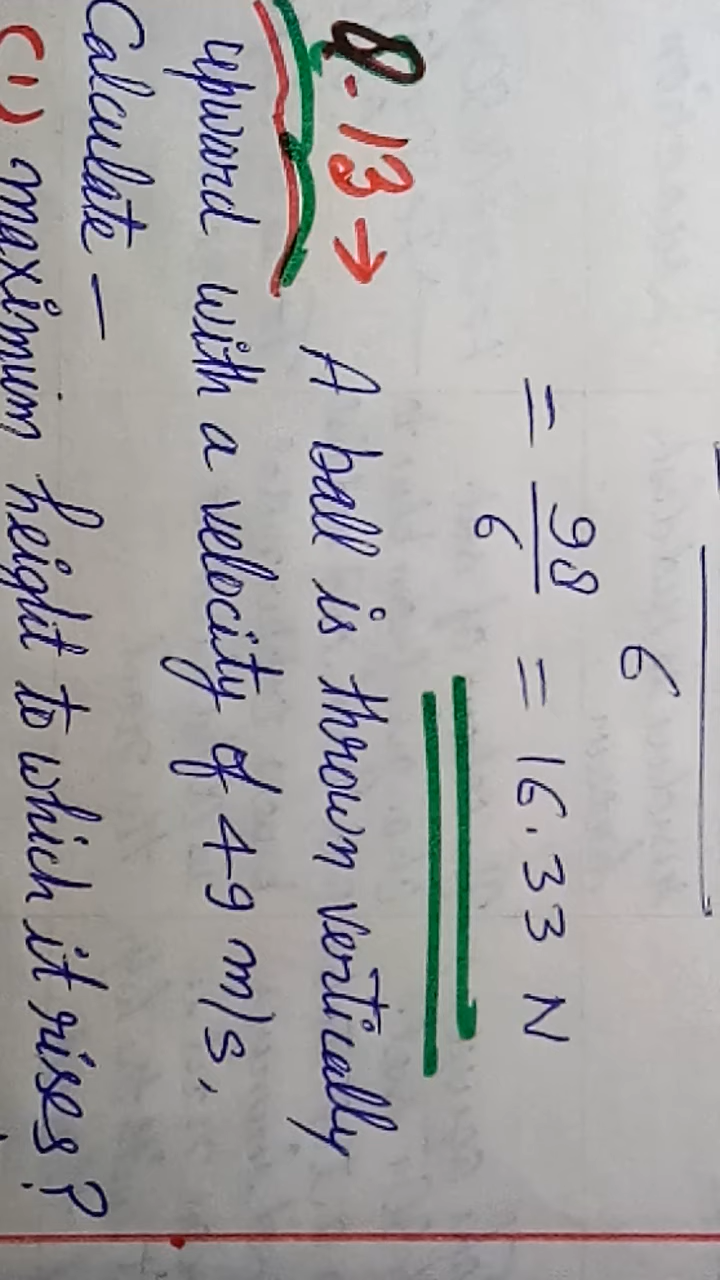 6
= 98/6 = 16.33 N
Q.13→ A ball is thrown vertically
upward with a velocity of 49 m/s.
Calculate –
(1) maximum height to which it rises?